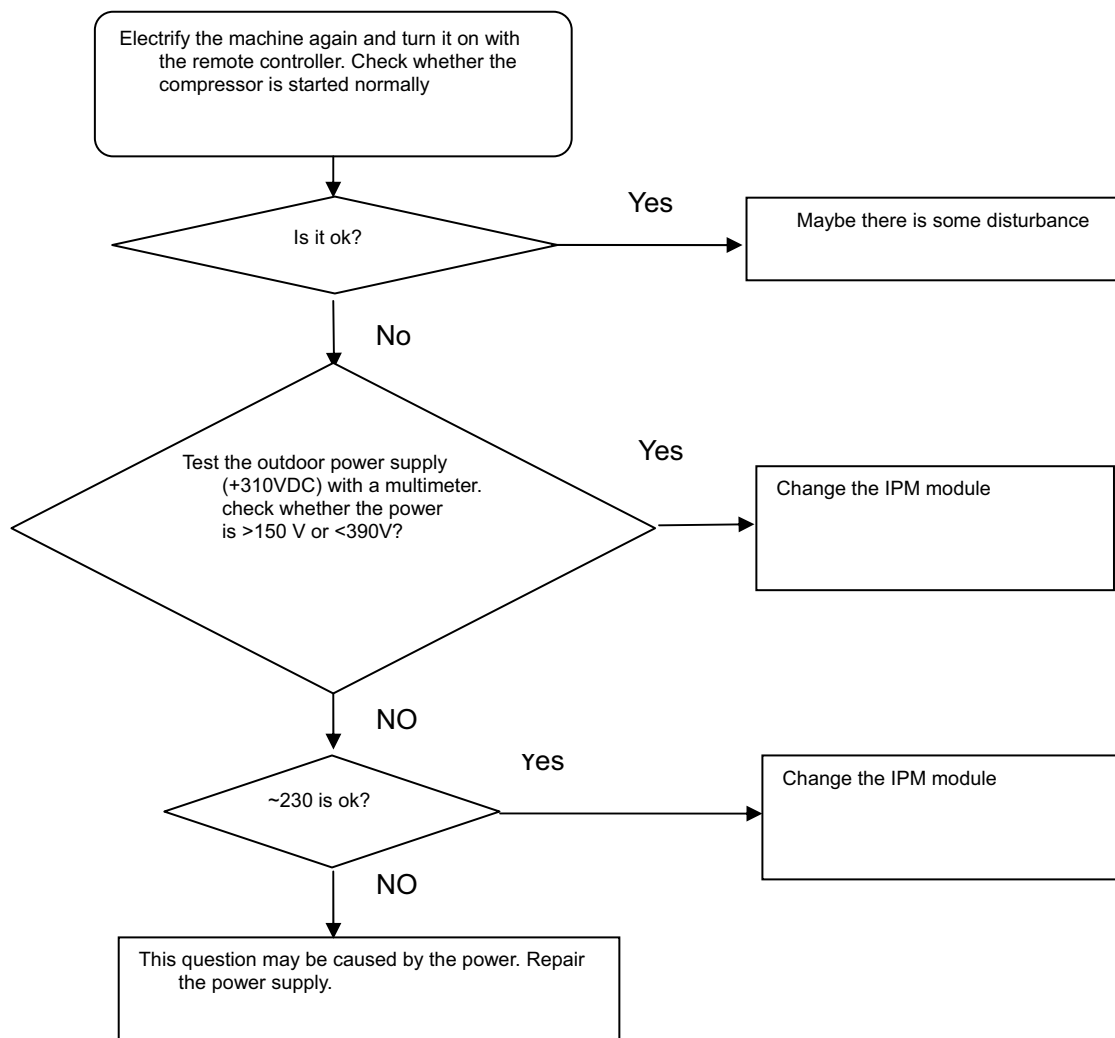 Electrify the machine again and turn it on with
the remote controller. Check whether the
compressor is started normally
Is it ok?
Yes
Maybe there is some disturbance
No
Test the outdoor power supply
(+310VDC) with a multimeter.
check whether the power
is >150 V or <390V?
Yes
Change the IPM module
NO
~230 is ok?
Yes
Change the IPM module
NO
This question may be caused by the power. Repair
the power supply.